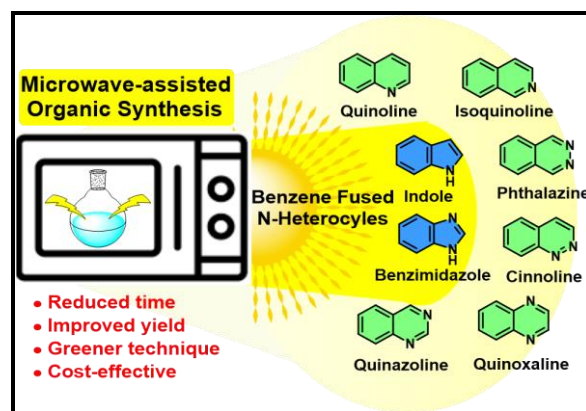 Microwave-assisted
Organic Synthesis
• Reduced time
• Improved yield
• Greener technique
• Cost-effective
Benzene Fused
N-Heterocyles
N
Quinoline
N
Isoquinoline
N
H
Indole
N
N
Phthalazine
N
N
H
Benzimidazole
N
N
Cinnoline
N
N
Quinazoline
N
N
Quinoxaline